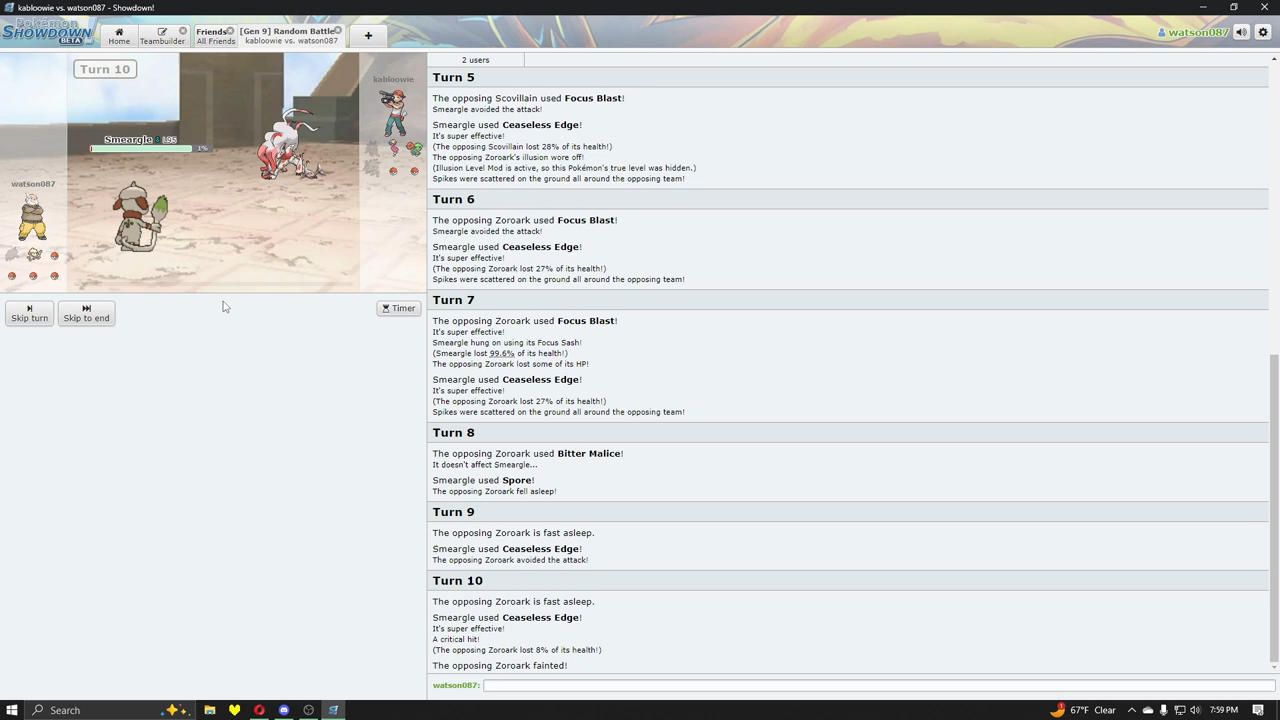 kabloowie vs. watson087 - Showdown!
Pokémon
SHOWDOWN
BETA
Home
Teambuilder
Friends
All Friends
[Gen 9] Random Battle
kabloowie vs. watson087
+
watson087
Turn 10
kabloowie
Smeargle L95
1%
watson087
Skip turn
Skip to end
Timer
2 users
Turn 5
The opposing Scovillain used Focus Blast!
Smeargle avoided the attack!
Smeargle used Ceaseless Edge!
It's super effective!
(The opposing Scovillain lost 28% of its health!)
The opposing Zoroark's illusion wore off!
(Illusion Level Mod is active, so this Pokémon's true level was hidden.)
Spikes were scattered on the ground all around the opposing team!
Turn 6
The opposing Zoroark used Focus Blast!
Smeargle avoided the attack!
Smeargle used Ceaseless Edge!
It's super effective!
(The opposing Zoroark lost 27% of its health!)
Spikes were scattered on the ground all around the opposing team!
Turn 7
The opposing Zoroark used Focus Blast!
It's super effective!
Smeargle hung on using its Focus Sash!
(Smeargle lost 99.6% of its health!)
The opposing Zoroark lost some of its HP!
Smeargle used Ceaseless Edge!
It's super effective!
(The opposing Zoroark lost 27% of its health!)
Spikes were scattered on the ground all around the opposing team!
Turn 8
The opposing Zoroark used Bitter Malice!
It doesn't affect Smeargle...
Smeargle used Spore!
The opposing Zoroark fell asleep!
Turn 9
The opposing Zoroark is fast asleep.
Smeargle used Ceaseless Edge!
The opposing Zoroark avoided the attack!
Turn 10
The opposing Zoroark is fast asleep.
Smeargle used Ceaseless Edge!
It's super effective!
A critical hit!
(The opposing Zoroark lost 8% of its health!)
The opposing Zoroark fainted!
watson087:
Search
1
67°F Clear
7:59 PM